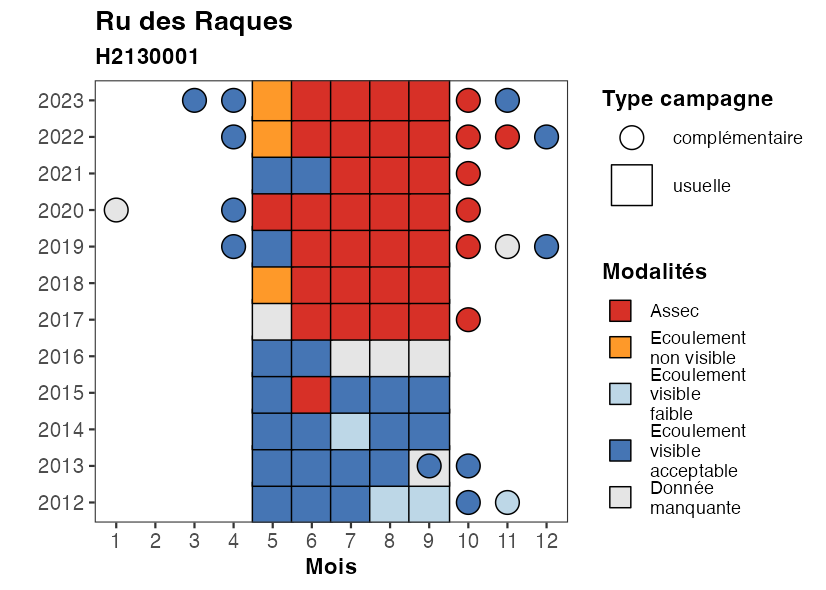 Ru des Raques
H2130001
2023
2022
2021
2020
2019
2018
2017
2016
2015
2014
2013
2012
1 2 3 4 5 6 7 8 9 10 11 12
Mois
Type campagne
complémentaire
usuelle
Modalités
Assec
Ecoulement
non visible
Ecoulement
visible
faible
Ecoulement
visible
acceptable
Donnée
manquante